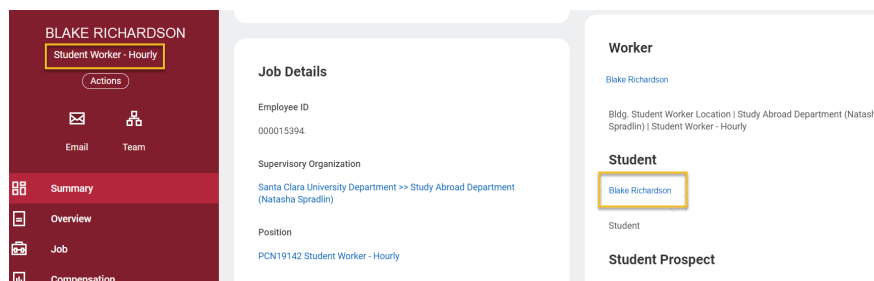 BLAKE RICHARDSON
Student Worker - Hourly
Actions
Email
Team
Summary
Overview
Job
Compensation
Job Details
Employee ID
000015394
Supervisory Organization
Santa Clara University Department >> Study Abroad Department
(Natasha Spradlin)
Position
PCN19142 Student Worker - Hourly
Worker
Blake Richardson
Bldg. Student Worker Location | Study Abroad Department (Natash
Spradlin) | Student Worker - Hourly
Student
Blake Richardson
Student
Student Prospect